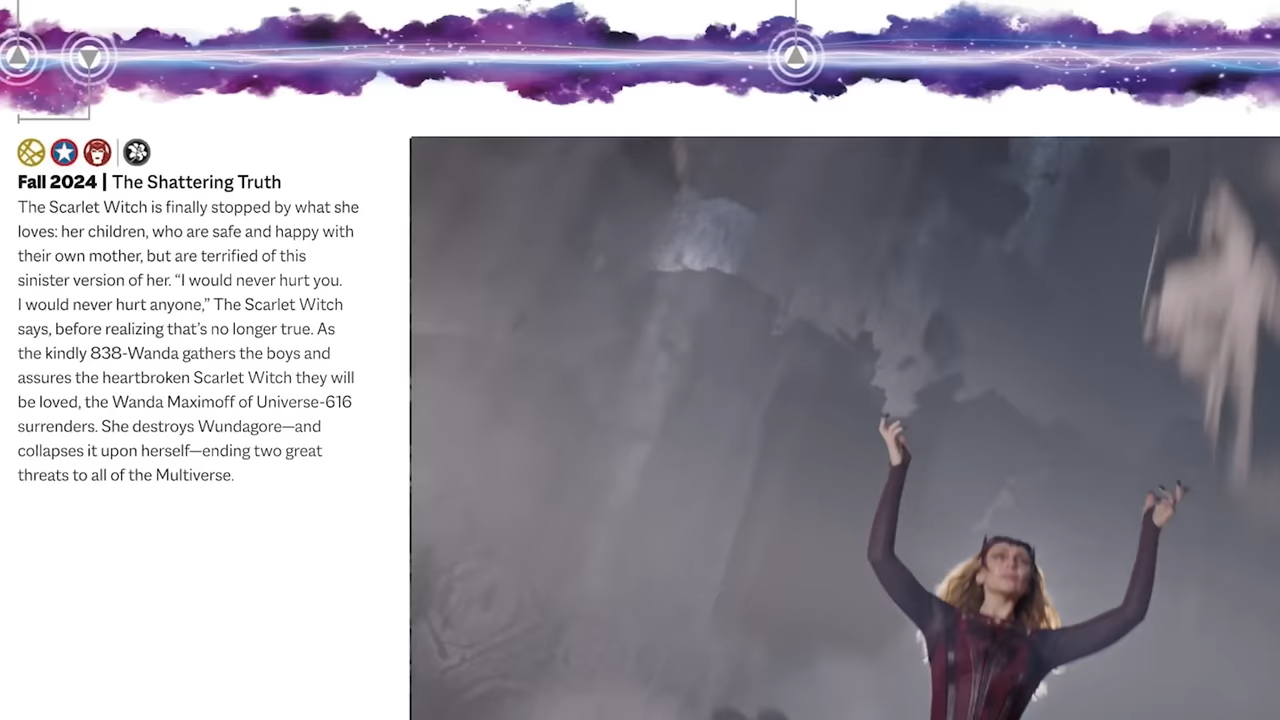 Fall 2024 | The Shattering Truth
The Scarlet Witch is finally stopped by what she
loves: her children, who are safe and happy with
their own mother, but are terrified of this
sinister version of her. “I would never hurt you.
I would never hurt anyone,” The Scarlet Witch
says, before realizing that’s no longer true. As
the kindly 838-Wanda gathers the boys and
assures the heartbroken Scarlet Witch they will
be loved, the Wanda Maximoff of Universe-616
surrenders. She destroys Wundagore—and
collapses it upon herself—ending two great
threats to all of the Multiverse.